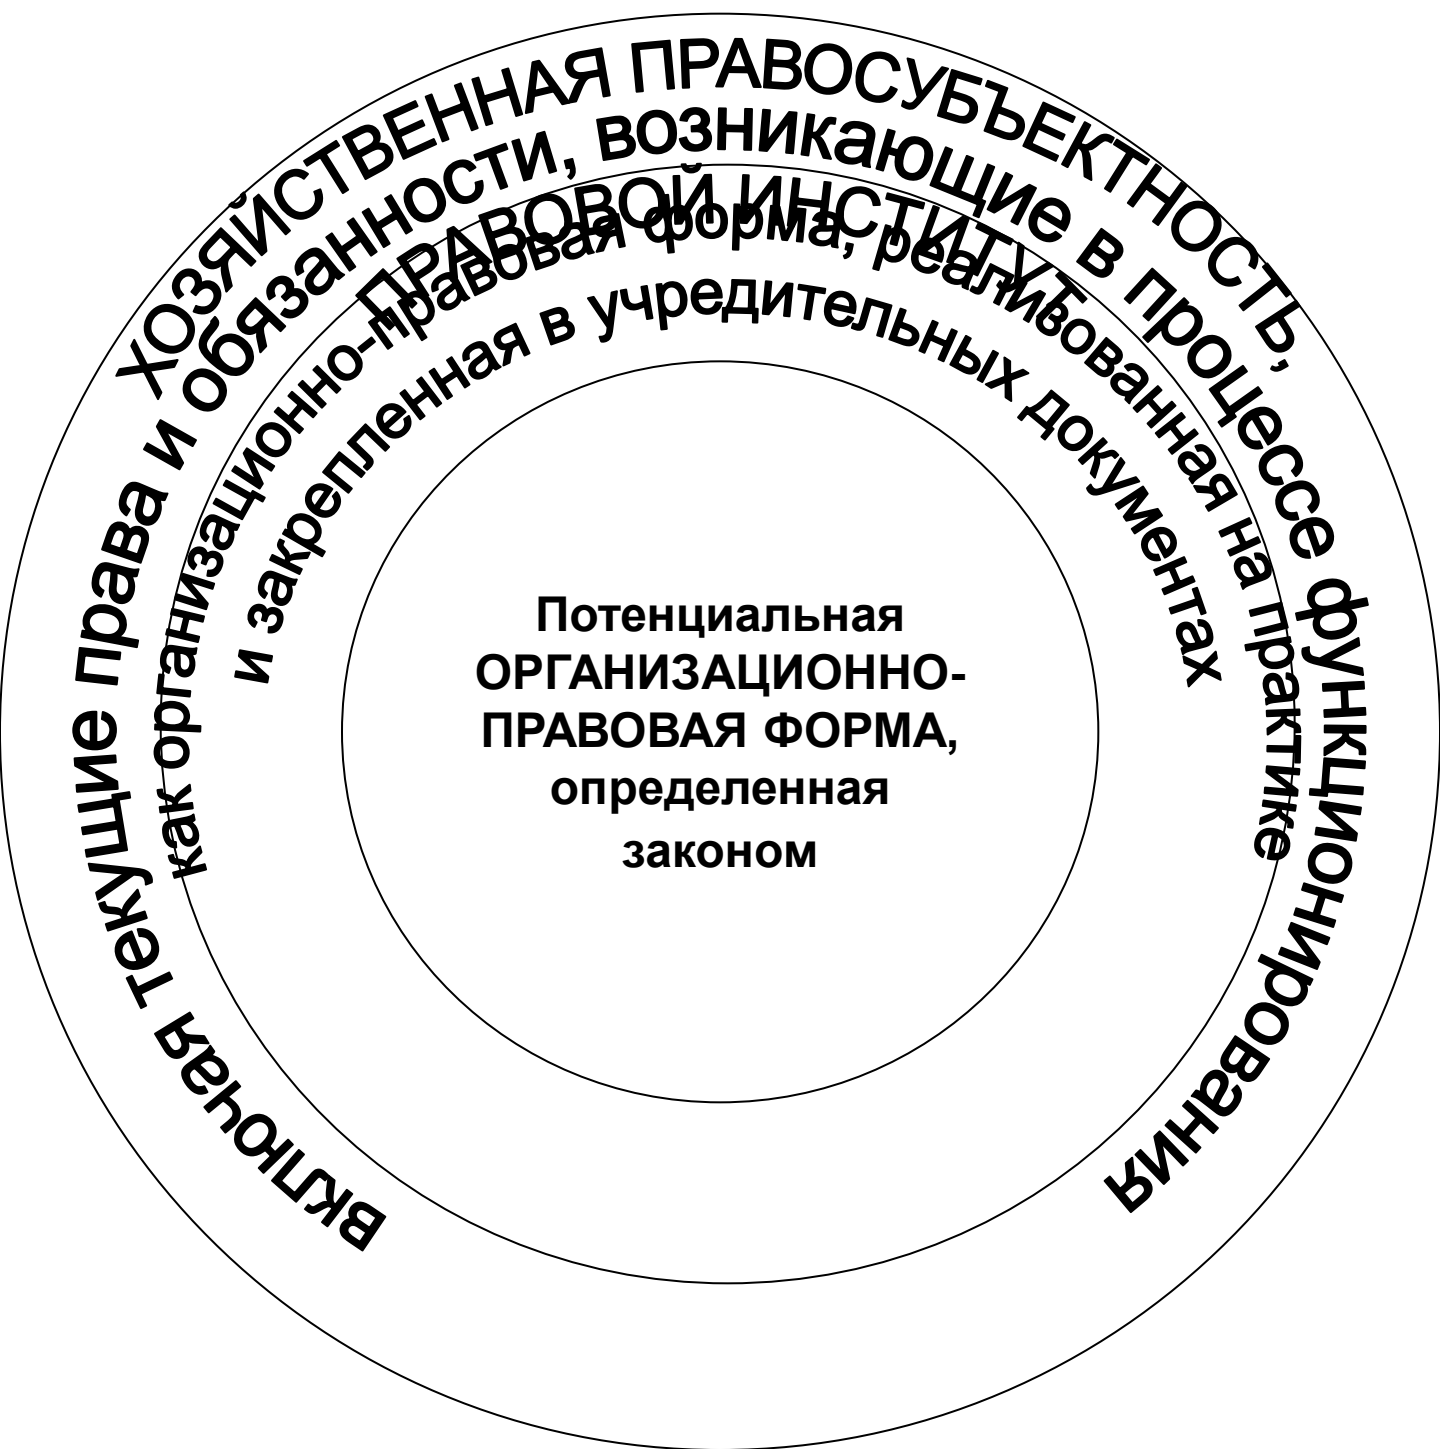 ХОЗЯЙСТВЕННАЯ ПРАВОСУБЪЕКТНОСТЬ,
включая текущие права и обязанности, возникающие в процессе функционирования
ПРАВОВОЙ ИНСТИТУТ
как организационно-правовая форма, реализованная на практике
и закрепленная в учредительных документах
Потенциальная
ОРГАНИЗАЦИОННО-
ПРАВОВАЯ ФОРМА,
определенная
законом